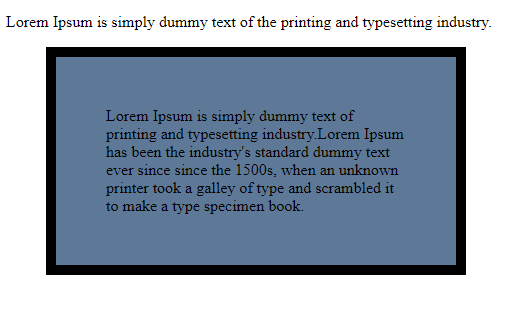 Lorem Ipsum is simply dummy text of the printing and typesetting industry.
Lorem Ipsum is simply dummy text of
printing and typesetting industry.Lorem Ipsum
has been the industry's standard dummy text
ever since since the 1500s, when an unknown
printer took a galley of type and scrambled it
to make a type specimen book.